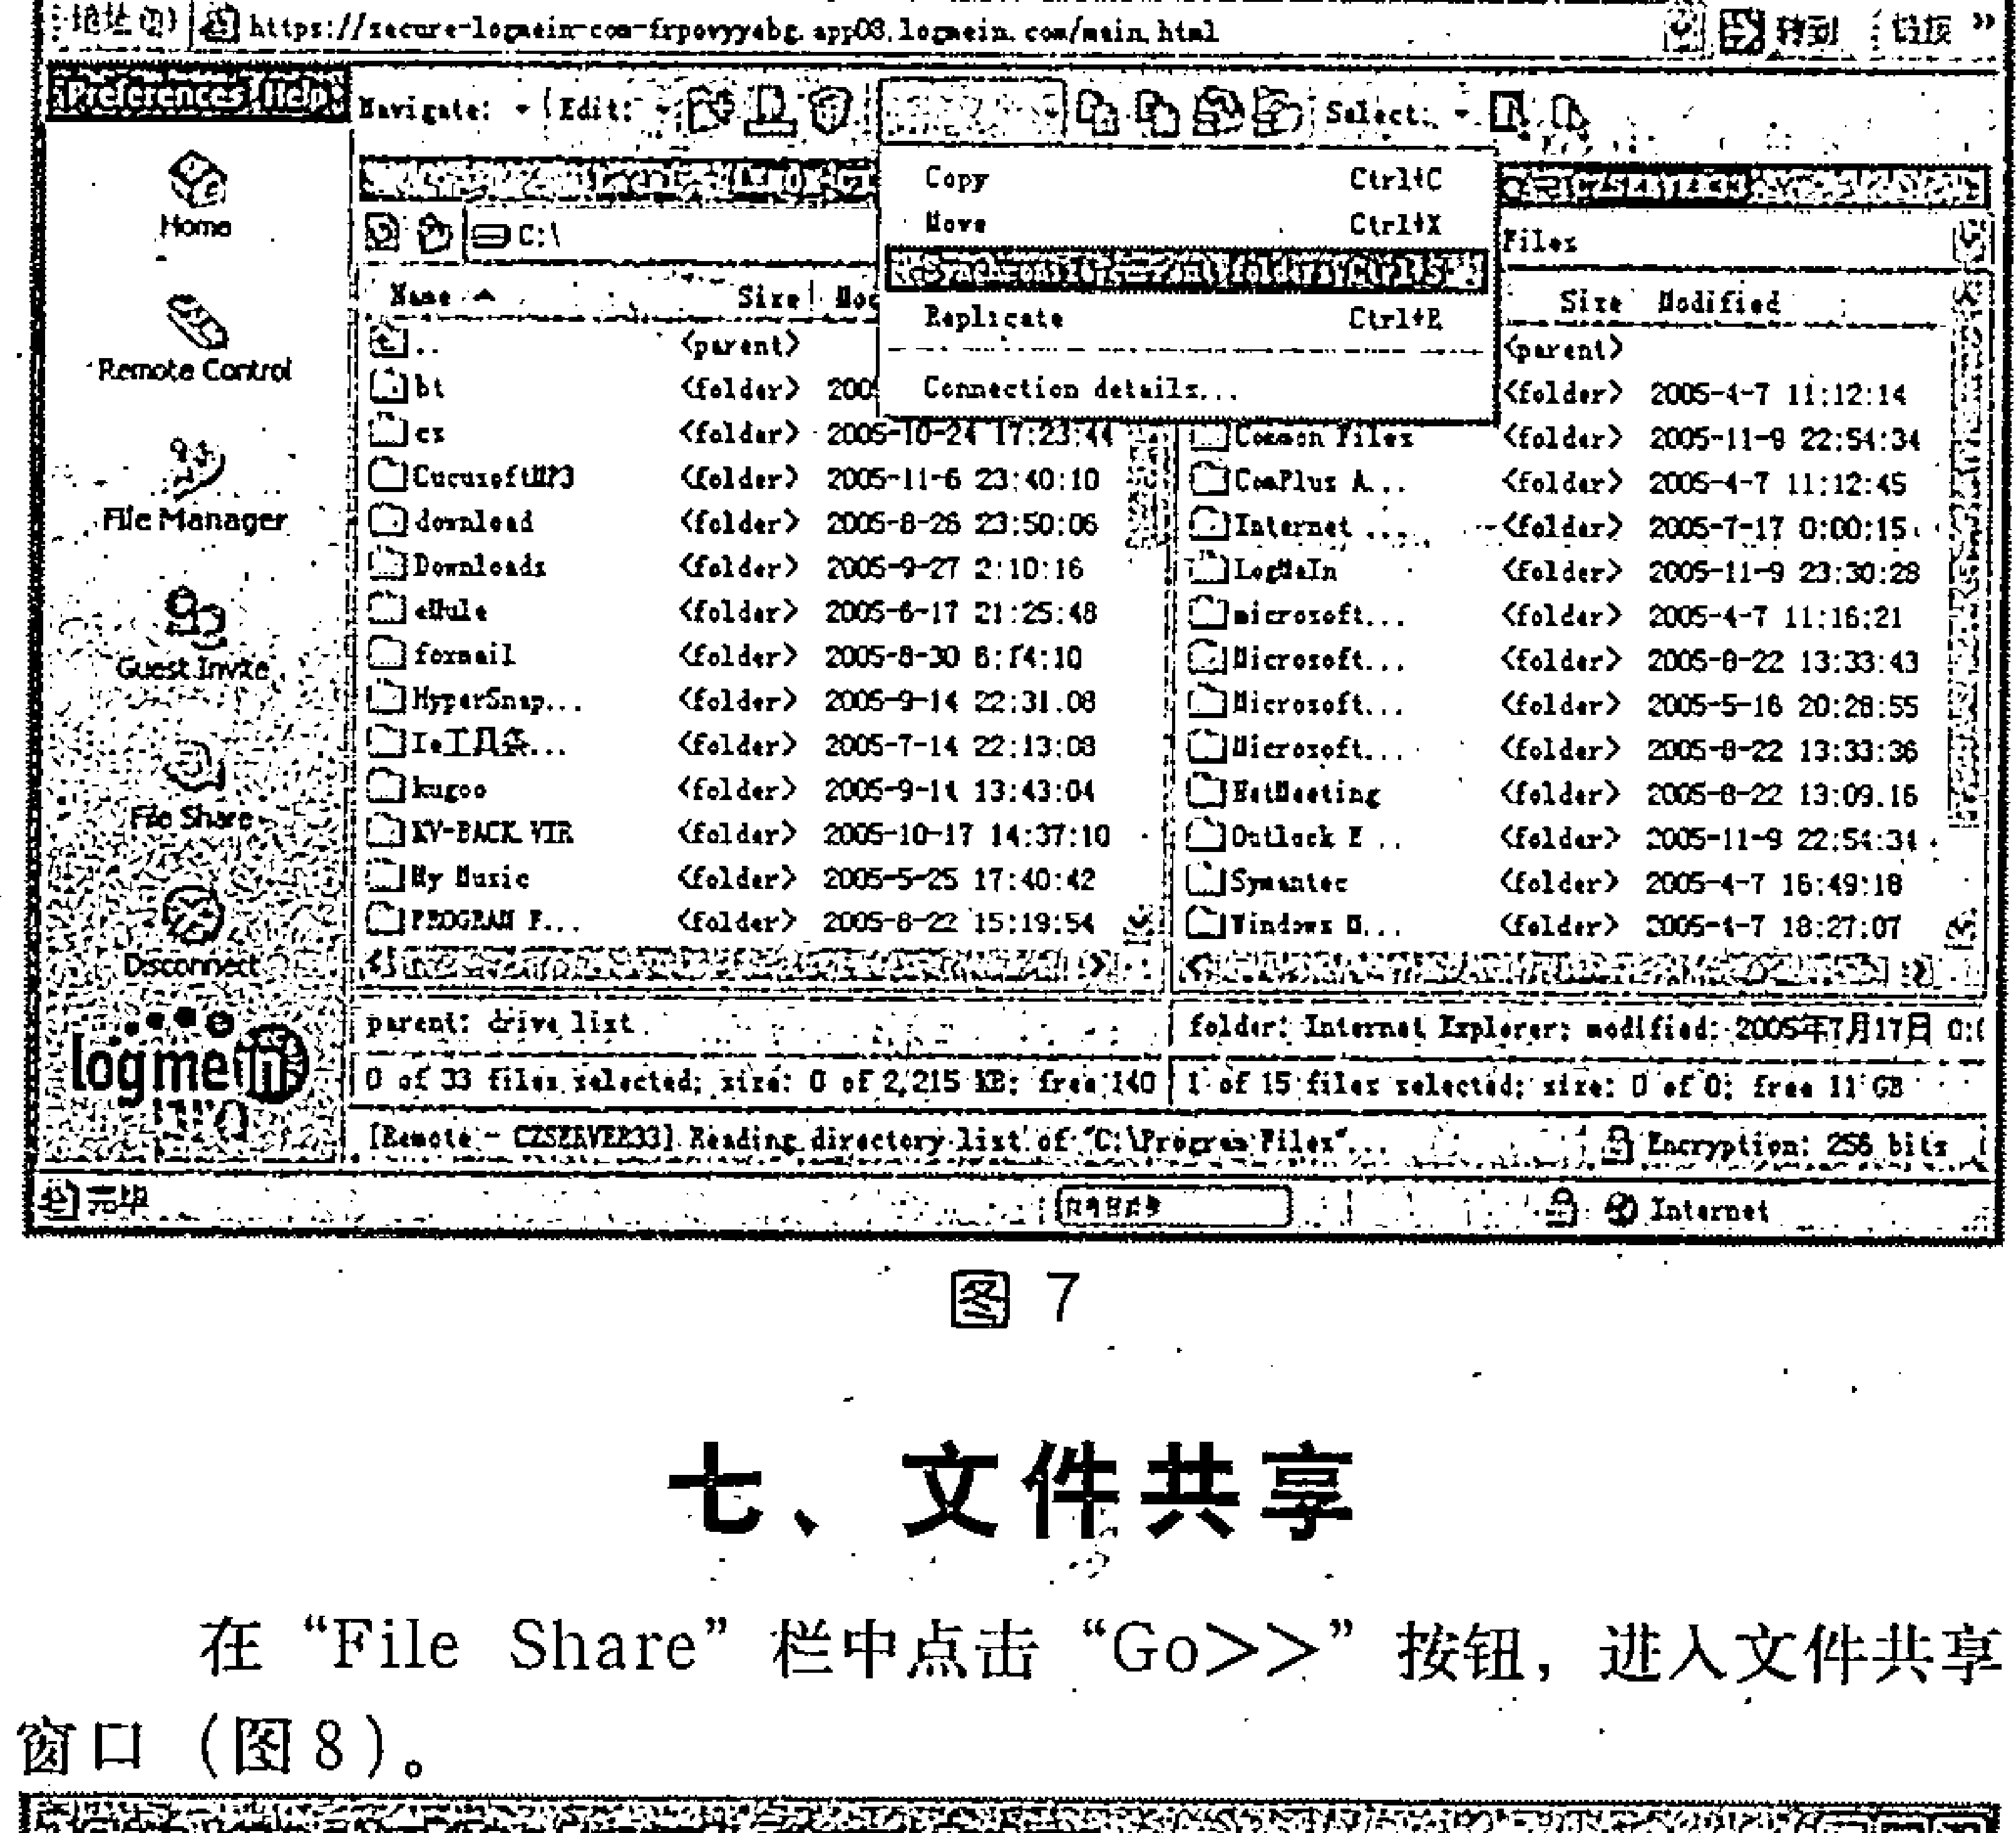 地址(D) https://secure-logmein-com-frpovyyabg.app08.logmein.com/main.html 转到 链接 »
Preferences Help Navigate: Edit: Select:
Home
Remote Control
File Manager
Guest Invite
File Share
Disconnect
logmein
Copy Ctrl+C
Move Ctrl+X
Replicate Ctrl+R
Connection details...
CZSERVER33
C:\
Files
Name Size
Size Modified
.. <parent>
<parent>
bt <folder>
<folder> 2005-4-7 11:12:14
cs <folder> 2005-10-24 17:23:44
Common Files <folder> 2005-11-9 22:54:34
CucusoftMP3 <folder> 2005-11-6 23:40:10
ComPlus A... <folder> 2005-4-7 11:12:45
download <folder> 2005-8-26 23:50:06
Internet ... <folder> 2005-7-17 0:00:15
Downloads <folder> 2005-9-27 2:10:16
LogMeIn <folder> 2005-11-9 23:30:28
eMule <folder> 2005-6-17 21:25:48
microsoft... <folder> 2005-4-7 11:16:21
foxmail <folder> 2005-8-30 8:14:10
Microsoft... <folder> 2005-8-22 13:33:43
HyperSnap... <folder> 2005-9-14 22:31:08
Microsoft... <folder> 2005-5-16 20:28:55
Ie工具条... <folder> 2005-7-14 22:13:08
Microsoft... <folder> 2005-8-22 13:33:36
kugoo <folder> 2005-9-14 13:43:04
NetMeeting <folder> 2005-8-22 13:09:16
KV-BACK.VIR <folder> 2005-10-17 14:37:10
Outlook E... <folder> 2005-11-9 22:54:34
My Music <folder> 2005-5-25 17:40:42
Symantec <folder> 2005-4-7 16:49:18
PROGRAM F... <folder> 2005-8-22 15:19:54
Windows M... <folder> 2005-4-7 18:27:07
parent: drive list
folder: Internet Explorer; modified: 2005年7月17日 0:0
0 of 33 files selected; size: 0 of 2,215 KB; free 140
1 of 15 files selected; size: 0 of 0; free 11 GB
[Remote - CZSERVER33] Reading directory list of "C:\Program Files"... Encryption: 256 bits
完毕 Internet
图 7
七、文件共享
在“File Share”栏中点击“Go>>”按钮，进入文件共享
窗口（图8）。